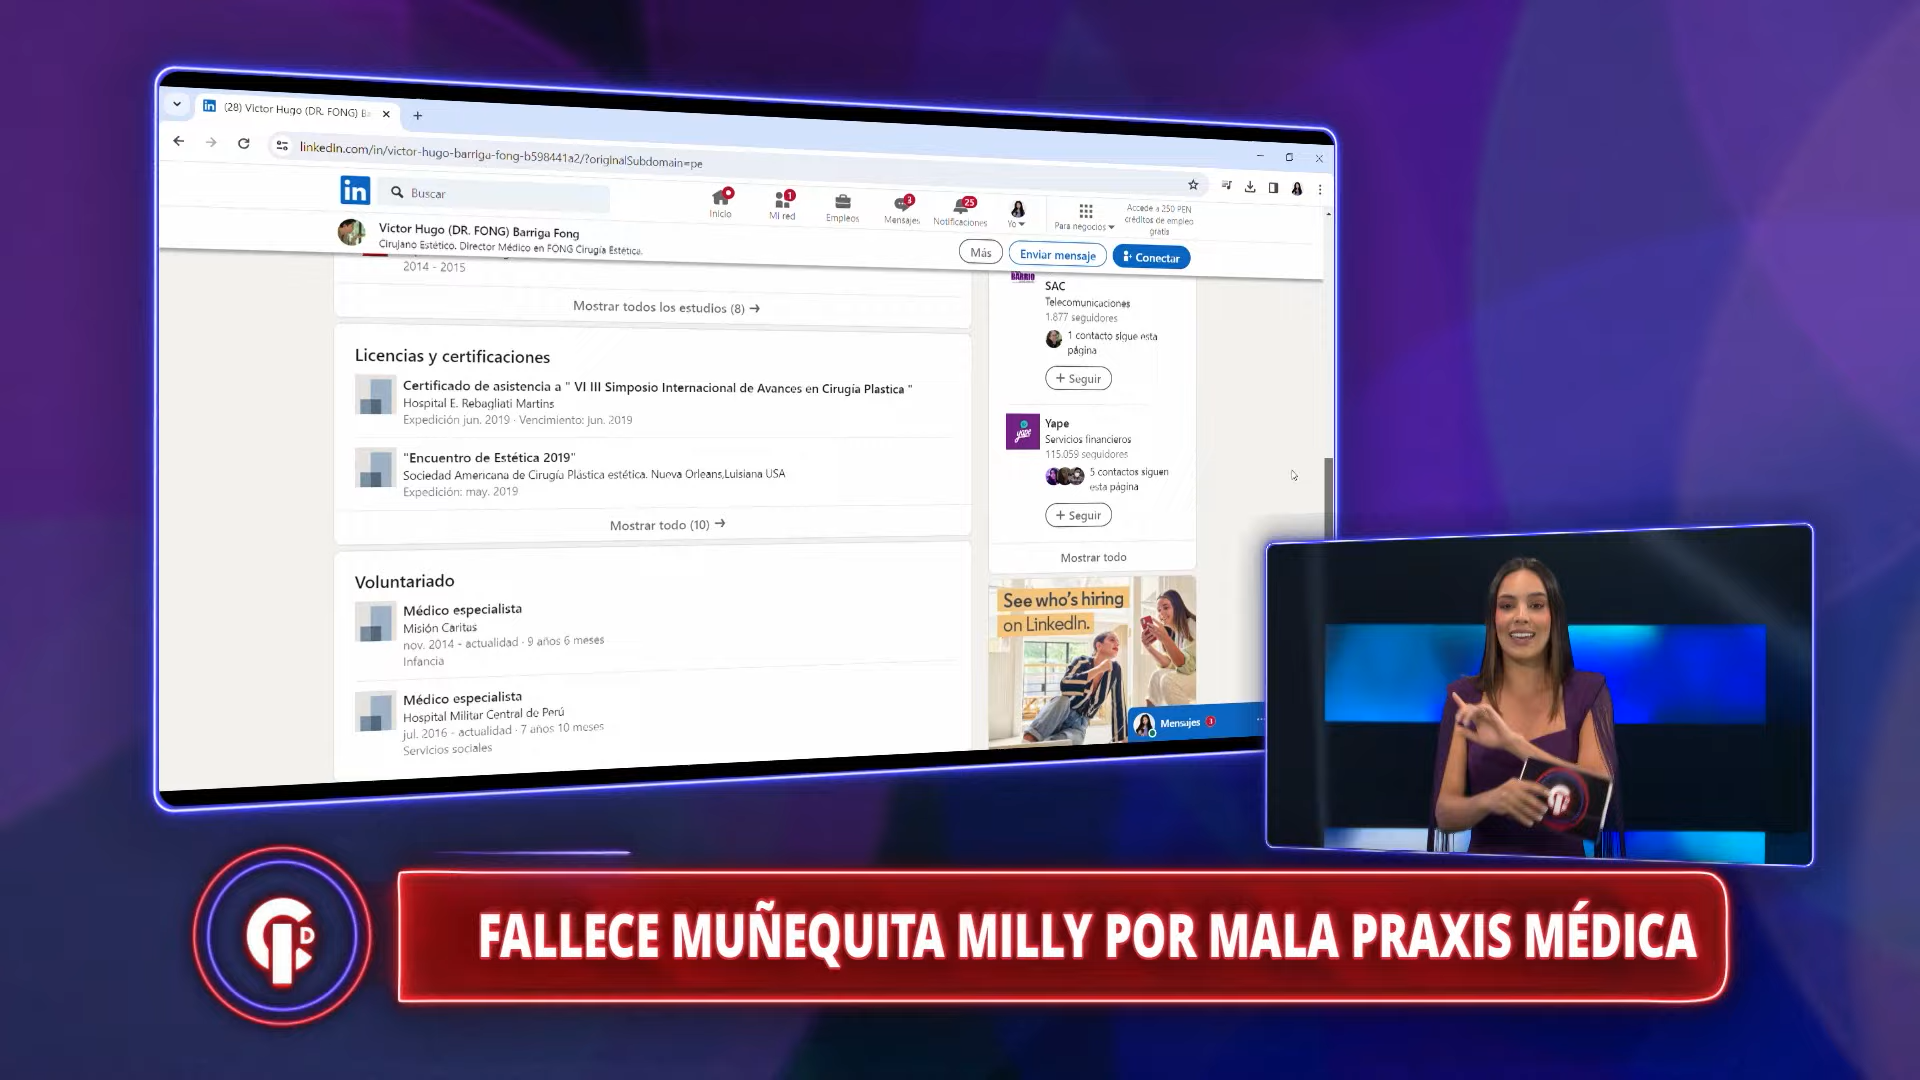 (28) Victor Hugo (DR. FONG) Ba
linkedin.com/in/victor-hugo-barriga-fong-b598441a2/?originalSubdomain=pe
in
Buscar
Inicio
1
Mi red
Empleos
3
Mensajes
25
Notificaciones
Yo
Para negocios
Accede a 250 PEN
créditos de empleo
gratis
Victor Hugo (DR. FONG) Barriga Fong
Cirujano Estético. Director Médico en FONG Cirugía Estética.
Más
Enviar mensaje
Conectar
2014 - 2015
Mostrar todos los estudios (8) →
Licencias y certificaciones
Certificado de asistencia a " VI III Simposio Internacional de Avances en Cirugía Plastica "
Hospital E. Rebagliati Martins
Expedición jun. 2019 · Vencimiento: jun. 2019
"Encuentro de Estética 2019"
Sociedad Americana de Cirugía Plástica estética. Nueva Orleans,Luisiana USA
Expedición: may. 2019
Mostrar todo (10) →
Voluntariado
Médico especialista
Misión Caritas
nov. 2014 - actualidad · 9 años 6 meses
Infancia
Médico especialista
Hospital Militar Central de Perú
jul. 2016 - actualidad · 7 años 10 meses
Servicios sociales
BARRIO
SAC
Telecomunicaciones
1.877 seguidores
1 contacto sigue esta
página
+ Seguir
yape
Yape
Servicios financieros
115.059 seguidores
5 contactos siguen
esta página
+ Seguir
Mostrar todo
See who's hiring
on LinkedIn.
Mensajes
FALLECE MUÑEQUITA MILLY POR MALA PRAXIS MÉDICA